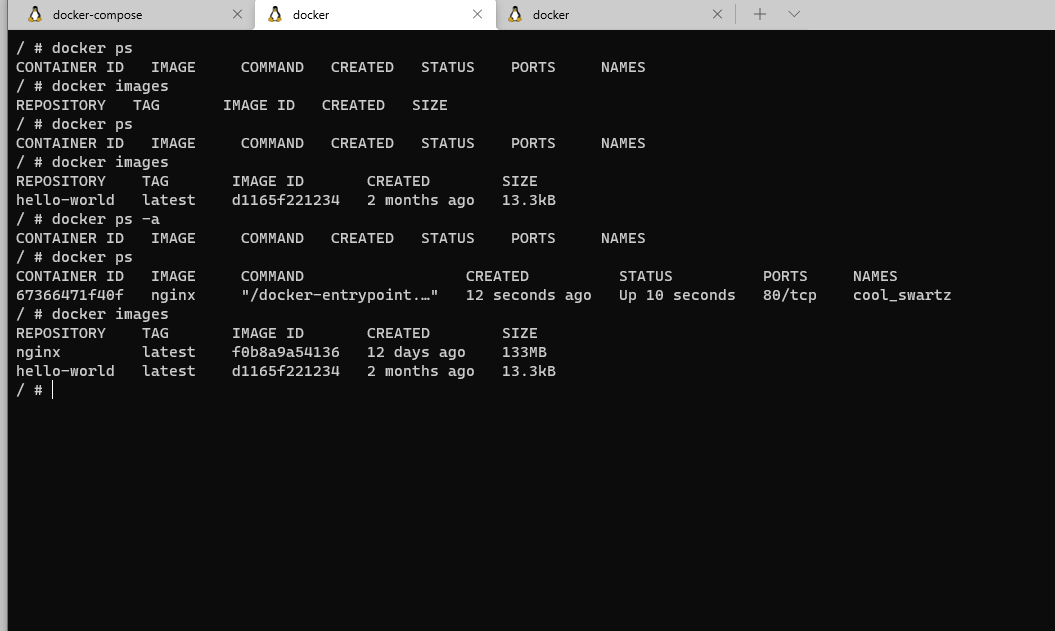 docker-compose docker docker
/ # docker ps
CONTAINER ID   IMAGE     COMMAND   CREATED   STATUS    PORTS     NAMES
/ # docker images
REPOSITORY   TAG       IMAGE ID   CREATED   SIZE
/ # docker ps
CONTAINER ID   IMAGE     COMMAND   CREATED   STATUS    PORTS     NAMES
/ # docker images
REPOSITORY    TAG       IMAGE ID       CREATED        SIZE
hello-world   latest    d1165f221234   2 months ago   13.3kB
/ # docker ps -a
CONTAINER ID   IMAGE     COMMAND   CREATED   STATUS    PORTS     NAMES
/ # docker ps
CONTAINER ID   IMAGE     COMMAND                  CREATED          STATUS          PORTS     NAMES
67366471f40f   nginx     "/docker-entrypoint.…"   12 seconds ago   Up 10 seconds   80/tcp    cool_swartz
/ # docker images
REPOSITORY    TAG       IMAGE ID       CREATED        SIZE
nginx         latest    f0b8a9a54136   12 days ago    133MB
hello-world   latest    d1165f221234   2 months ago   13.3kB
/ #